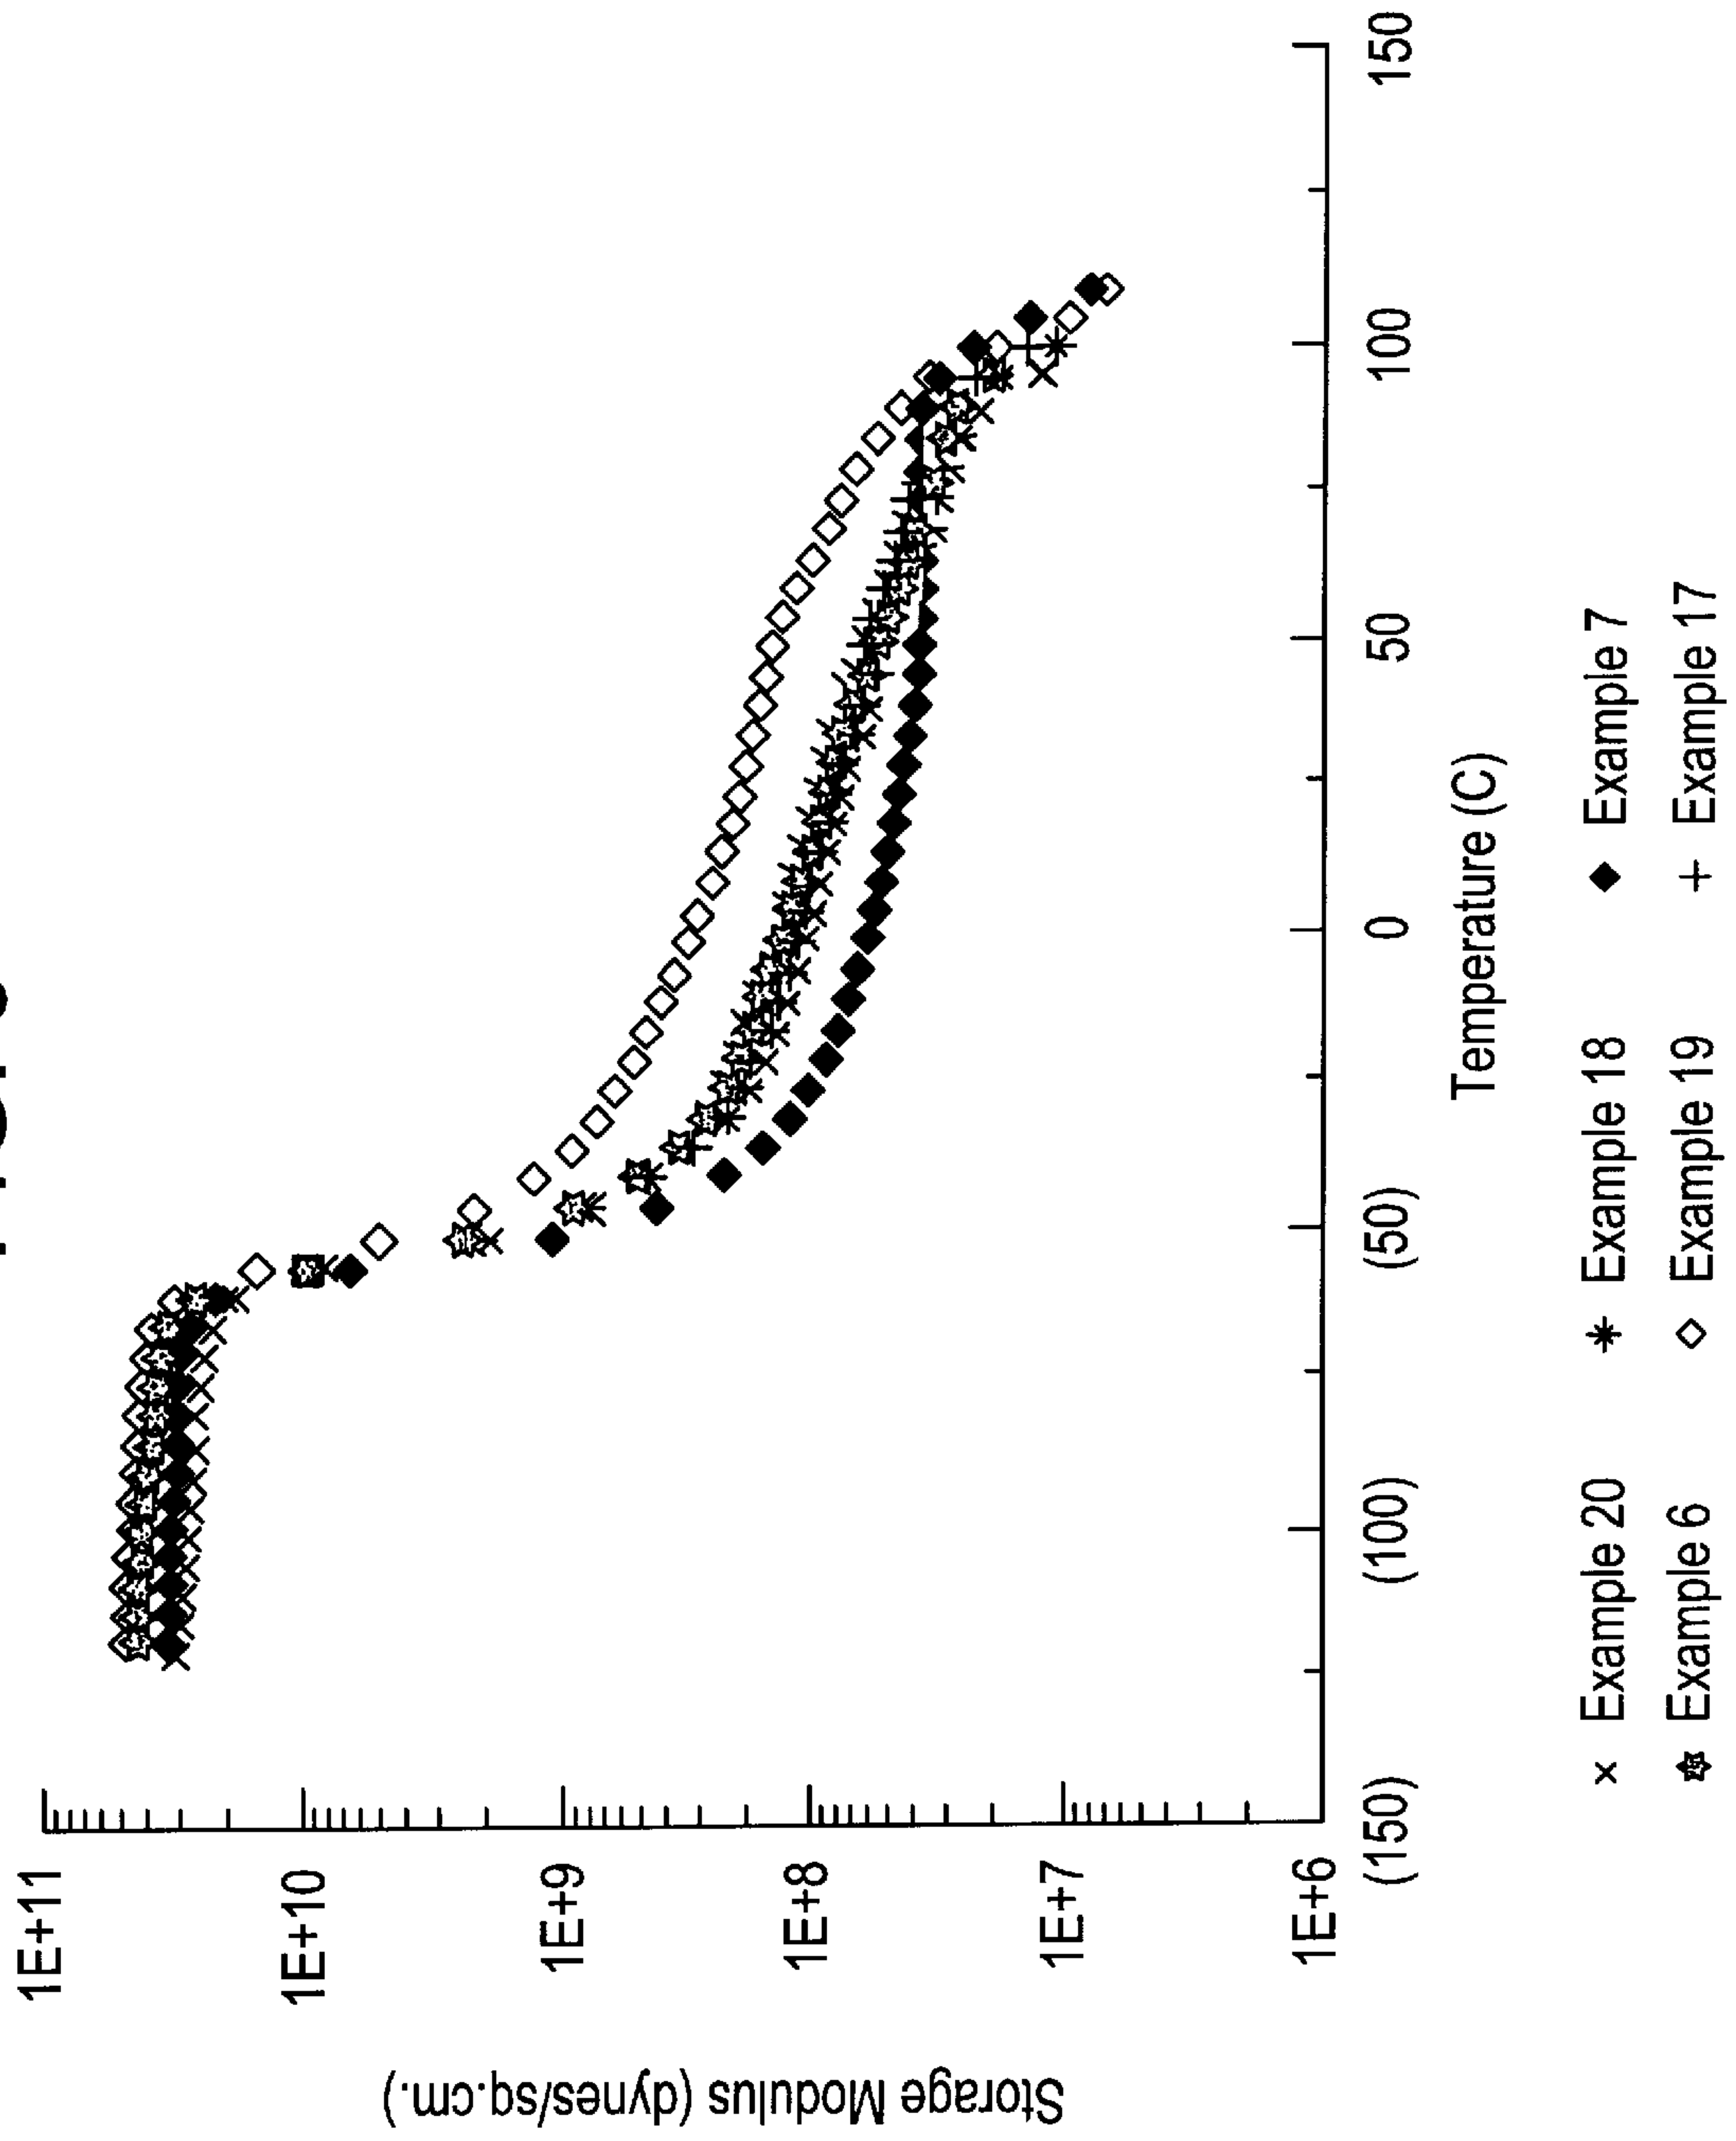 1E+11
1E+10
1E+9
1E+8
1E+7
1E+6
Storage Modulus (dynes/sq.cm.)
(150) (100) (50) 0 50 100 150
Temperature (C)
Example 20 Example 18 Example 7
Example 6 Example 19 Example 17